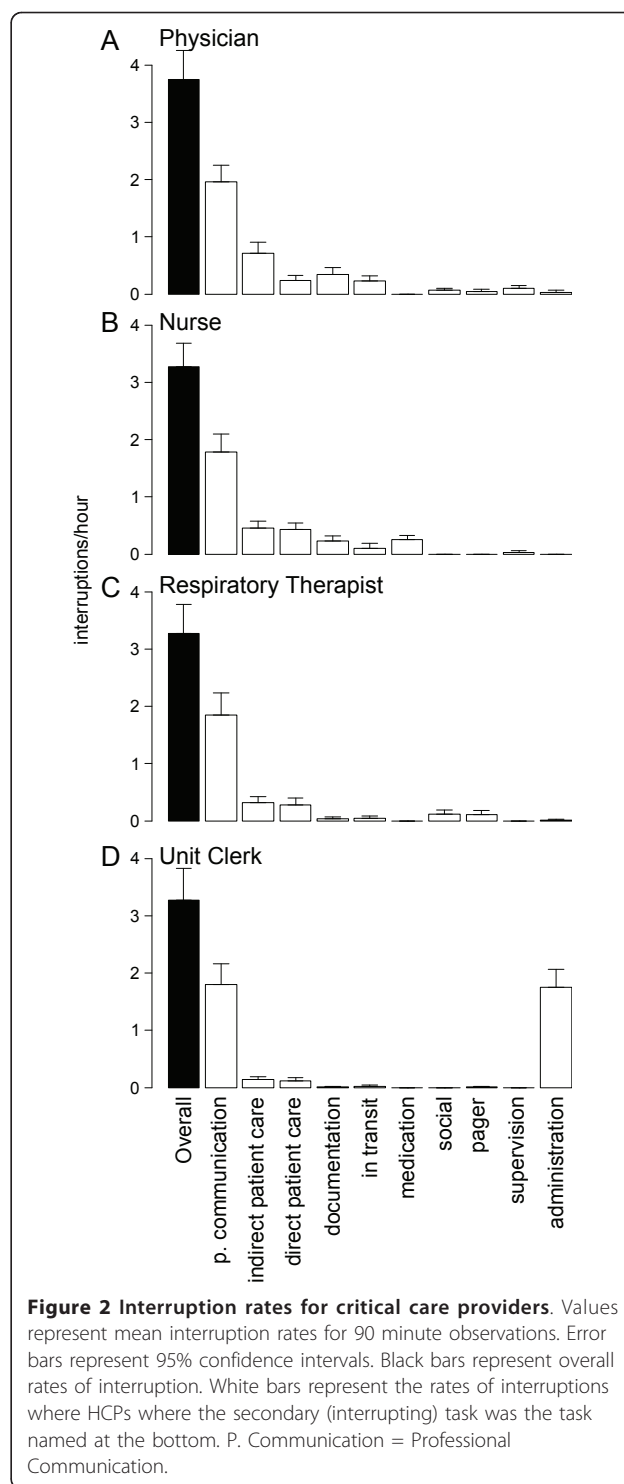 A Physician
4
3
2
1
0
B Nurse
4
3
2
1
0
C Respiratory Therapist
4
3
2
1
0
D Unit Clerk
4
3
2
1
0
interruptions/hour
Overall
p. communication
indirect patient care
direct patient care
documentation
in transit
medication
social
pager
supervision
administration
Figure 2 Interruption rates for critical care providers. Values
represent mean interruption rates for 90 minute observations. Error
bars represent 95% confidence intervals. Black bars represent overall
rates of interruption. White bars represent the rates of interruptions
where HCPs where the secondary (interrupting) task was the task
named at the bottom. P. Communication = Professional
Communication.